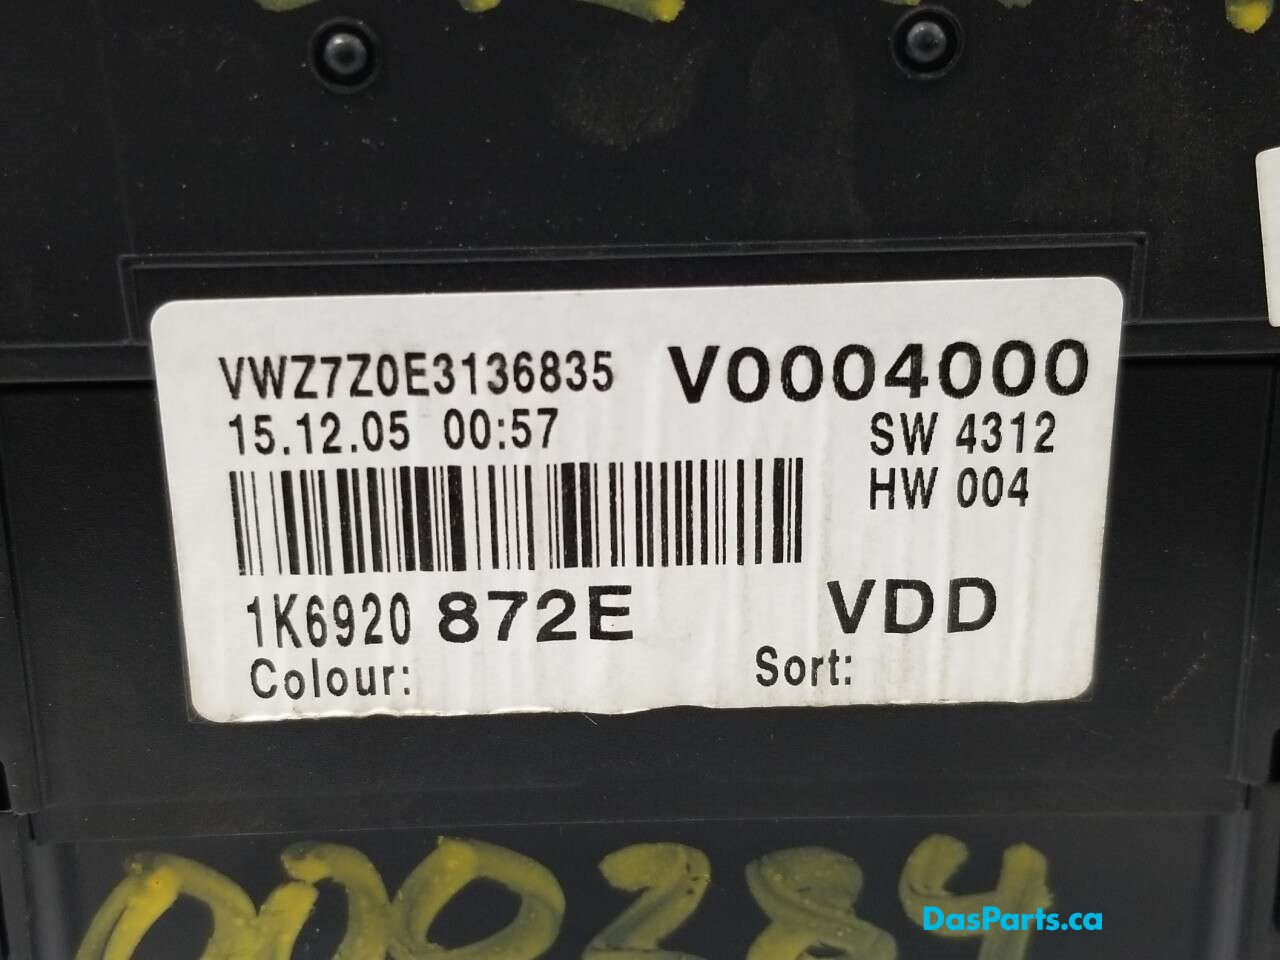 VWZ7Z0E3136835 V0004000
15.12.05 00:57 SW 4312
HW 004
1K6920 872E VDD
Colour: Sort:
000284
DasParts.ca